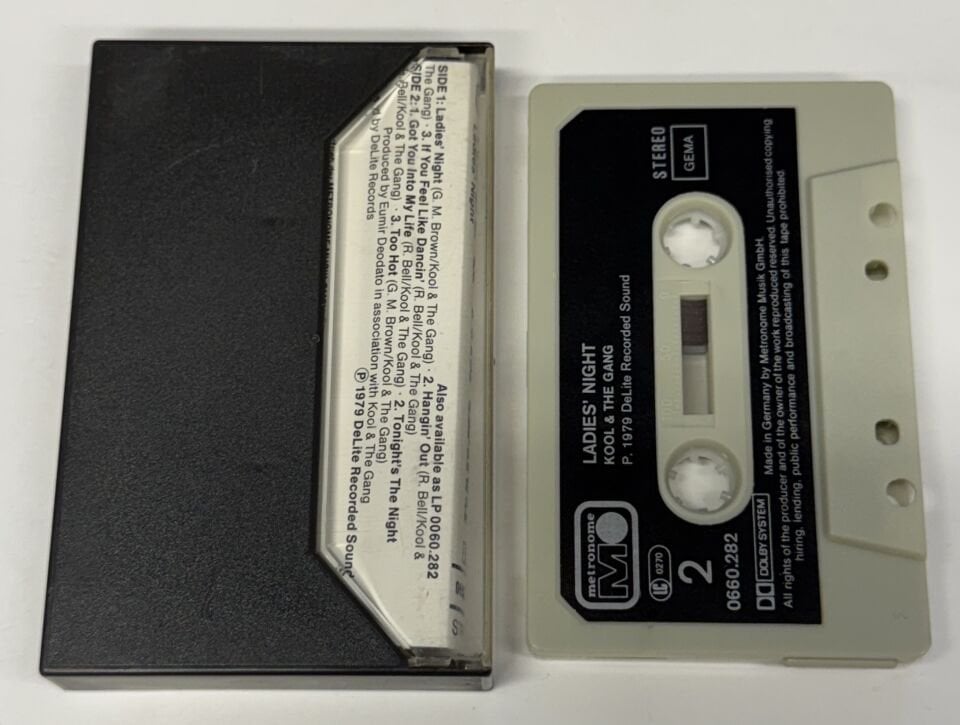 SIDE 1: Ladies' Night (G. M. Brown/Kool & The Gang) · 2. Hangin' Out (R. Bell/Kool &
The Gang) · 3. If You Feel Like Dancin' (R. Bell/Kool & The Gang)
SIDE 2: 1. Got You Into My Life (R. Bell/Kool & The Gang) · 2. Tonight's The Night
Bell/Kool & The Gang) · 3. Too Hot (G. M. Brown/Kool & The Gang)
Produced by Eumir Deodato in association with Kool & The Gang
by DeLite Records
Ⓟ 1979 DeLite Recorded Sound
Also available as LP 0060.282
STEREO
GEMA
LADIES' NIGHT
KOOL & THE GANG
P. 1979 DeLite Recorded Sound
0 50 100
metronome
M
LC 0270
2
0660.282
DOLBY SYSTEM
Made in Germany by Metronome Musik GmbH.
All rights of the producer and of the owner of the work reproduced reserved. Unauthorised copying
hiring, lending, public performance and broadcasting of this tape prohibited.